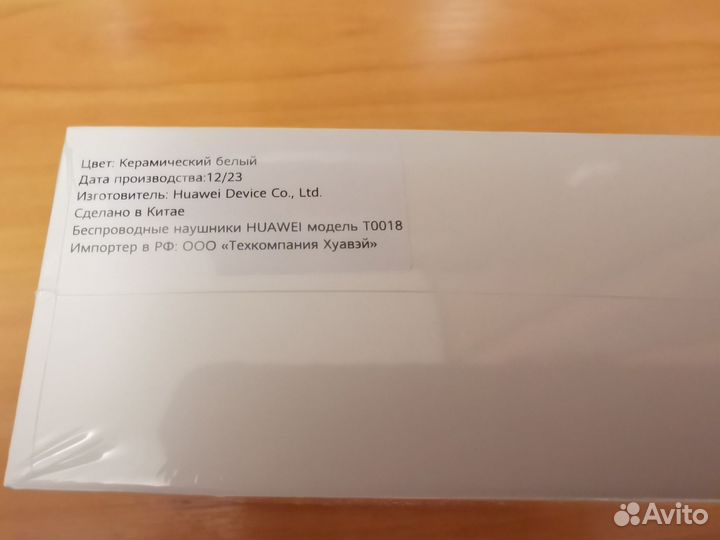 Цвет: Керамический белый
Дата производства:12/23
Изготовитель: Huawei Device Co., Ltd.
Сделано в Китае
Беспроводные наушники HUAWEI модель T0018
Импортер в РФ: ООО «Техкомпания Хуавэй»
Avito